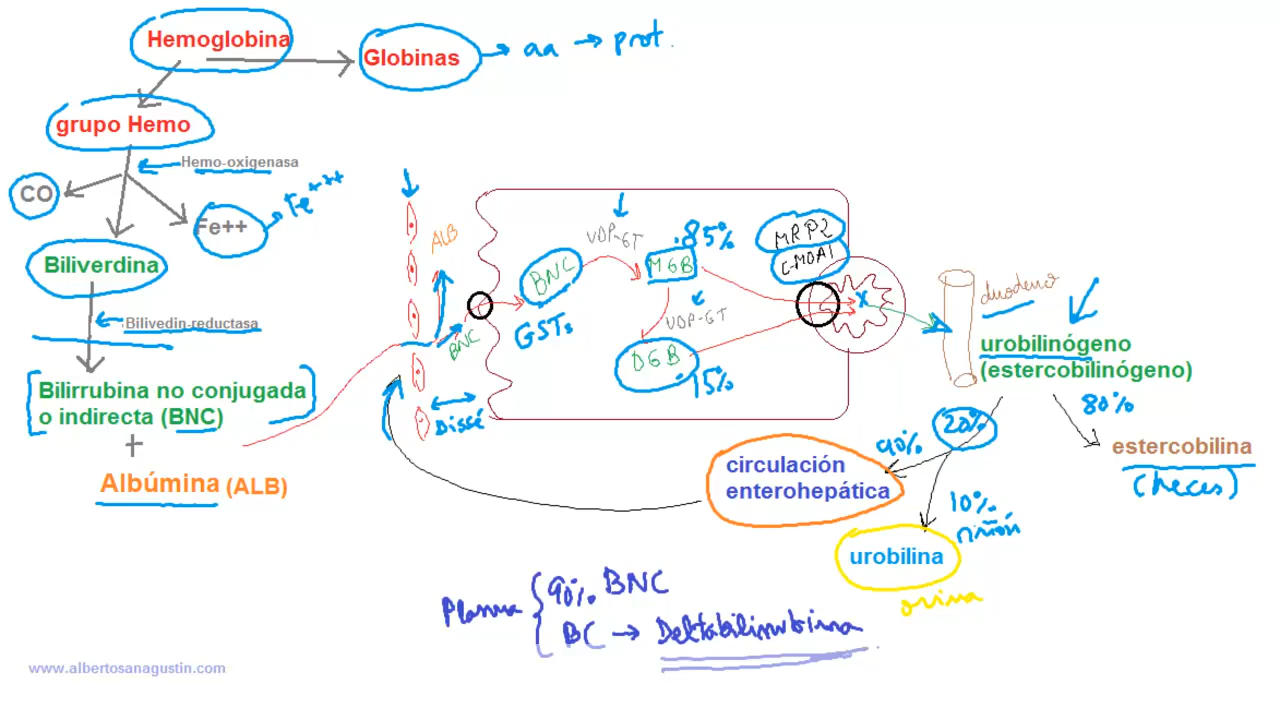 Hemoglobina
Globinas
aa → prot.
grupo Hemo
Hemo-oxigenasa
CO
Fe++
Fe+++
Biliverdina
Bilivedin-reductasa
Bilirrubina no conjugada
o indirecta (BNC)
+
Albúmina (ALB)
ALB
BNC
Dissé
BNC
GSTs
UDP-GT
MGB
85%
UDP-GT
DGB
15%
MRP2
C-MOAT
x
duodeno
urobilinógeno
(estercobilinógeno)
20%
80%
estercobilina
(heces)
90%
circulación
enterohepática
10%
riñón
urobilina
orina
Plasma
90% BNC
BC → Deltabilirrubina
www.albertosanagustin.com